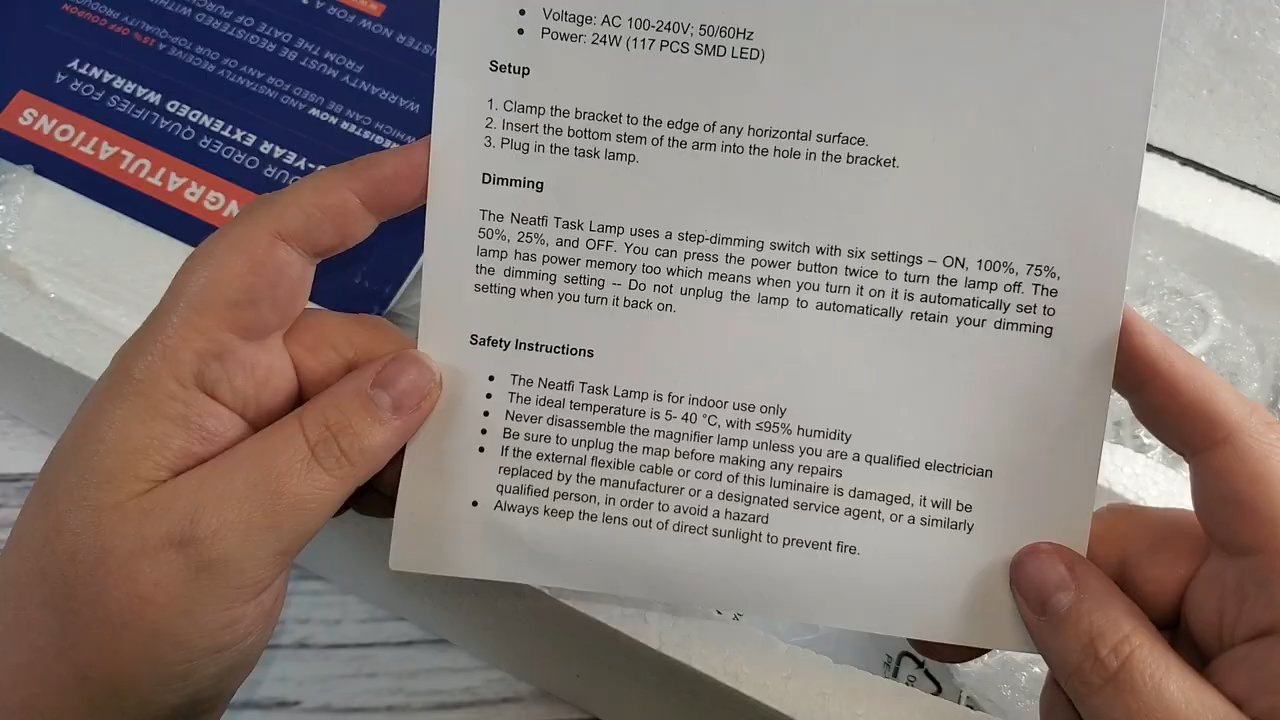 • Voltage: AC 100-240V; 50/60Hz
• Power: 24W (117 PCS SMD LED)
Setup
1. Clamp the bracket to the edge of any horizontal surface.
2. Insert the bottom stem of the arm into the hole in the bracket.
3. Plug in the task lamp.
Dimming
The Neatfi Task Lamp uses a step-dimming switch with six settings – ON, 100%, 75%,
50%, 25%, and OFF. You can press the power button twice to turn the lamp off. The
lamp has power memory too which means when you turn it on it is automatically set to
the dimming setting -- Do not unplug the lamp to automatically retain your dimming
setting when you turn it back on.
Safety Instructions
• The Neatfi Task Lamp is for indoor use only
• The ideal temperature is 5- 40 °C, with ≤95% humidity
• Never disassemble the magnifier lamp unless you are a qualified electrician
• Be sure to unplug the map before making any repairs
• If the external flexible cable or cord of this luminaire is damaged, it will be
replaced by the manufacturer or a designated service agent, or a similarly
qualified person, in order to avoid a hazard
• Always keep the lens out of direct sunlight to prevent fire.
NGRATULATIONS
OUR ORDER QUALIFIES FOR A
-YEAR EXTENDED WARRANTY
REGISTER NOW AND INSTANTLY RECEIVE A 15% OFF COUPON
WHICH CAN BE USED FOR ANY OF OUR TOP-QUALITY PRODUC
WARRANTY MUST BE REGISTERED WITHIN
FROM THE DATE OF PURC
ISTER NOW FOR A